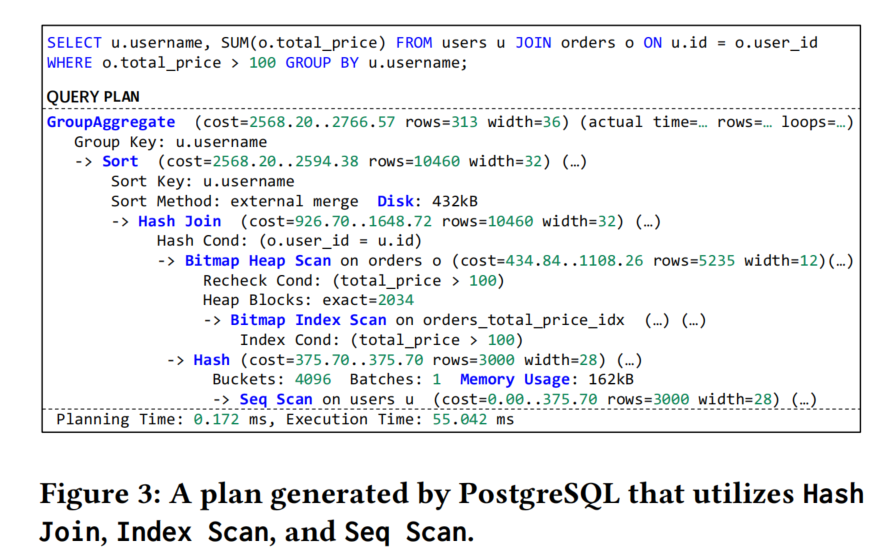 SELECT u.username, SUM(o.total_price) FROM users u JOIN orders o ON u.id = o.user_id
WHERE o.total_price > 100 GROUP BY u.username;
QUERY PLAN
GroupAggregate (cost=2568.20..2766.57 rows=313 width=36) (actual time=… rows=… loops=…)
Group Key: u.username
-> Sort (cost=2568.20..2594.38 rows=10460 width=32) (…)
Sort Key: u.username
Sort Method: external merge Disk: 432kB
-> Hash Join (cost=926.70..1648.72 rows=10460 width=32) (…)
Hash Cond: (o.user_id = u.id)
-> Bitmap Heap Scan on orders o (cost=434.84..1108.26 rows=5235 width=12)(…)
Recheck Cond: (total_price > 100)
Heap Blocks: exact=2034
-> Bitmap Index Scan on orders_total_price_idx (…) (…)
Index Cond: (total_price > 100)
-> Hash (cost=375.70..375.70 rows=3000 width=28) (…)
Buckets: 4096 Batches: 1 Memory Usage: 162kB
-> Seq Scan on users u (cost=0.00..375.70 rows=3000 width=28) (…)
Planning Time: 0.172 ms, Execution Time: 55.042 ms
Figure 3: A plan generated by PostgreSQL that utilizes Hash
Join, Index Scan, and Seq Scan.